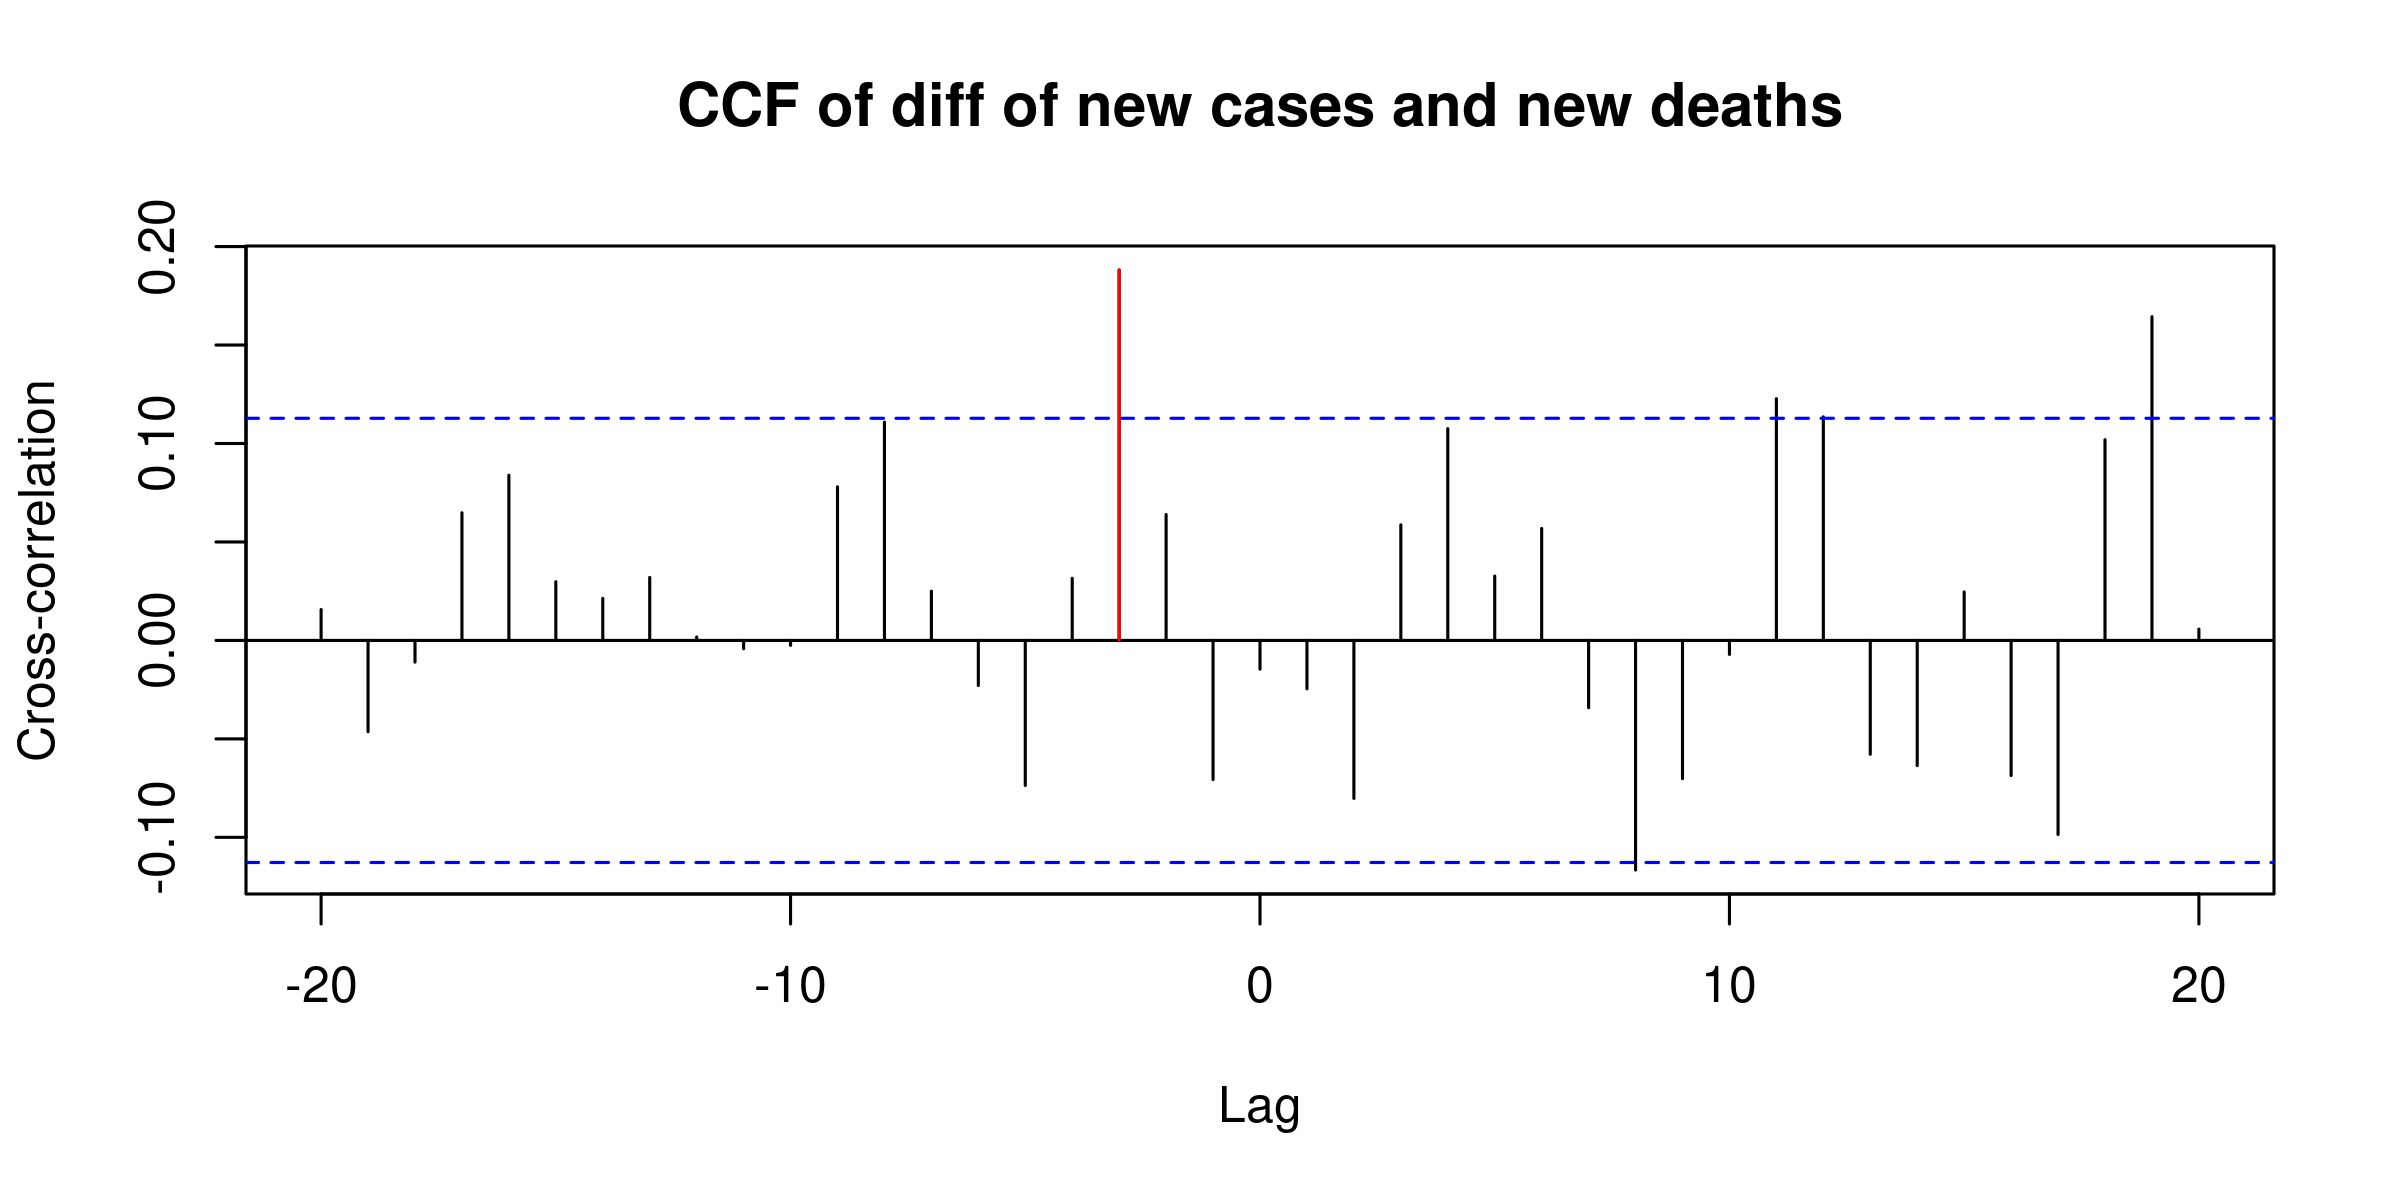 CCF of diff of new cases and new deaths
Cross-correlation
0.20
0.10
0.00
-0.10
-20 -10 0 10 20
Lag